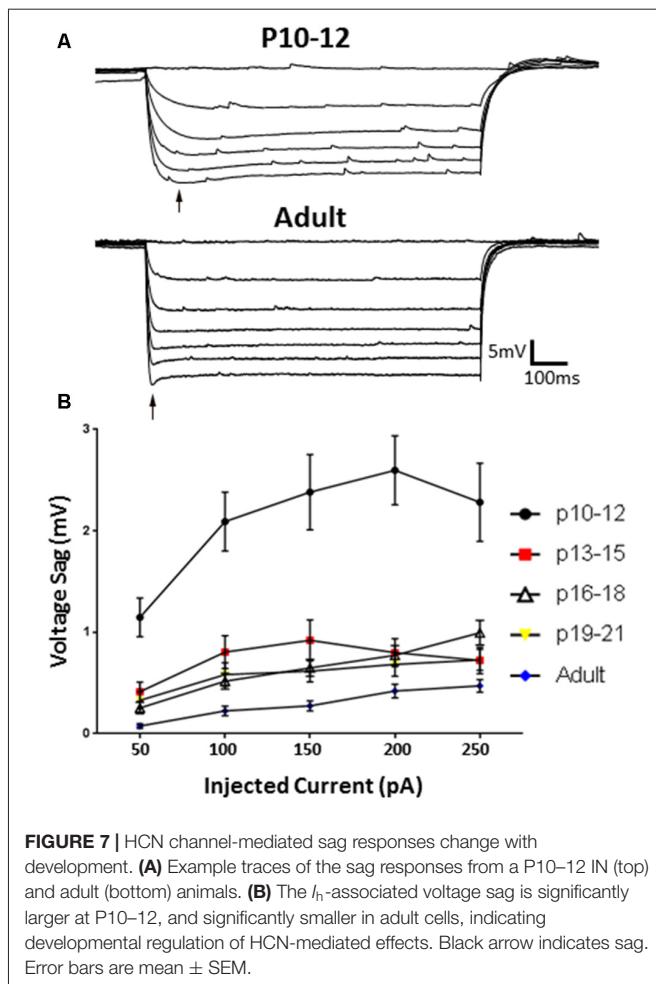 A
P10-12
Adult
5mV
100ms
B
3
2
1
0
Voltage Sag (mV)
50 100 150 200 250
Injected Current (pA)
p10-12
p13-15
p16-18
p19-21
Adult
FIGURE 7 | HCN channel-mediated sag responses change with
development. (A) Example traces of the sag responses from a P10–12 IN (top)
and adult (bottom) animals. (B) The Ih-associated voltage sag is significantly
larger at P10–12, and significantly smaller in adult cells, indicating
developmental regulation of HCN-mediated effects. Black arrow indicates sag.
Error bars are mean ± SEM.